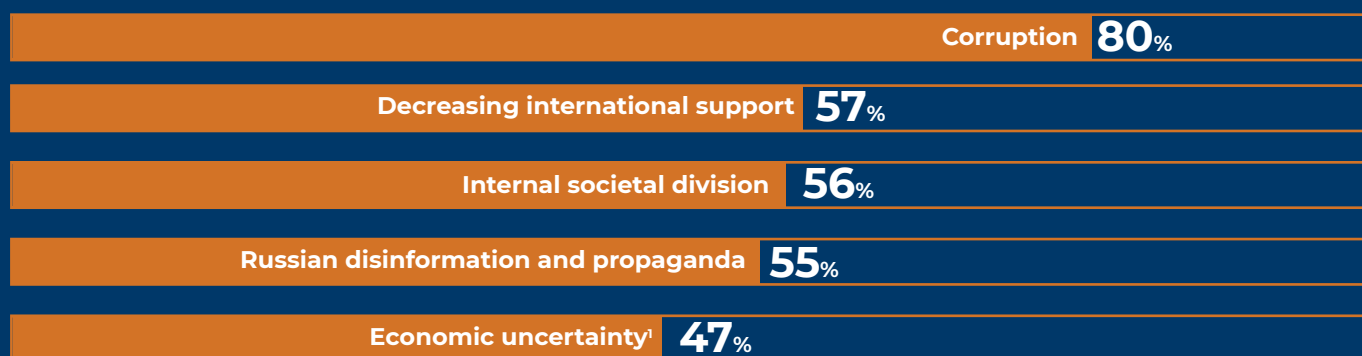 Corruption 80%
Decreasing international support 57%
Internal societal division 56%
Russian disinformation and propaganda 55%
Economic uncertainty¹ 47%